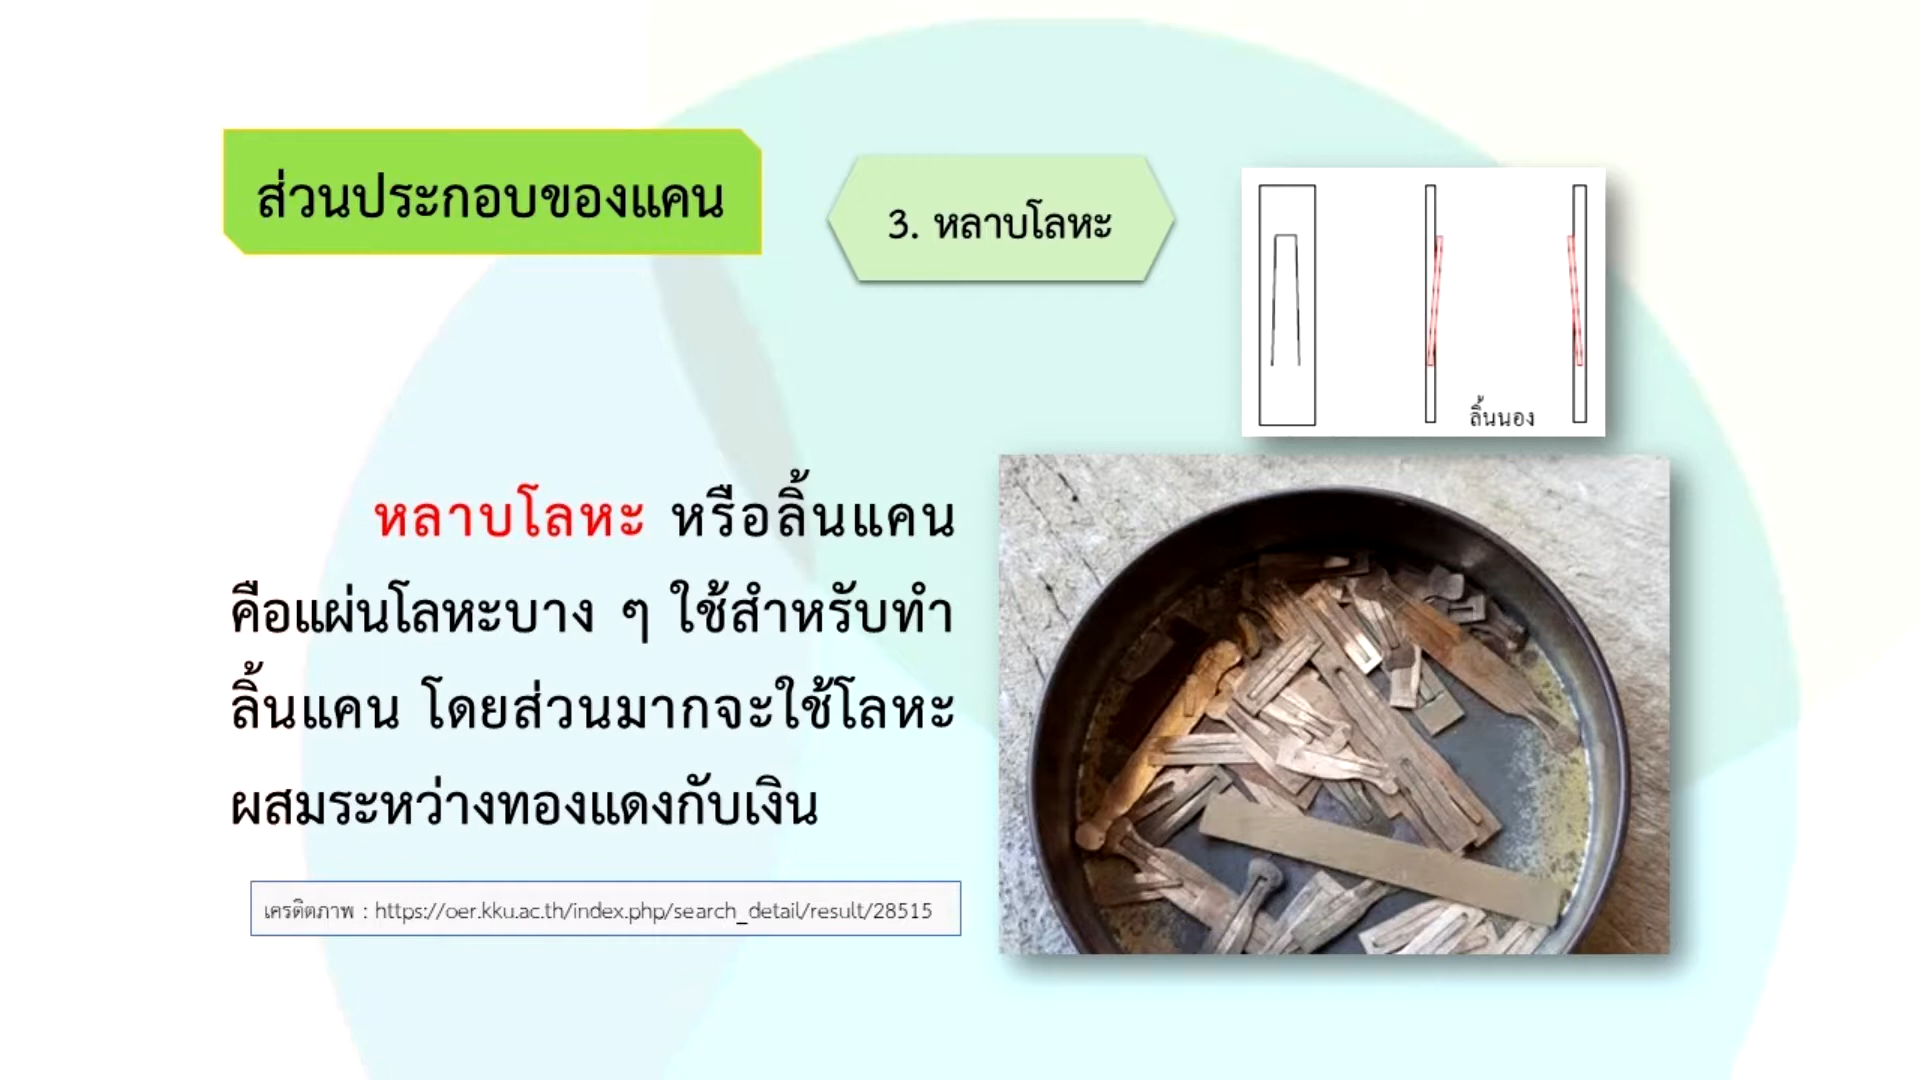 ส่วนประกอบของแคน
3. หลาบโลหะ
ลิ้นนอง
หลาบโลหะ หรือลิ้นแคน
คือแผ่นโลหะบาง ๆ ใช้สำหรับทำ
ลิ้นแคน โดยส่วนมากจะใช้โลหะ
ผสมระหว่างทองแดงกับเงิน
เครดิตภาพ : https://oer.kku.ac.th/index.php/search_detail/result/28515